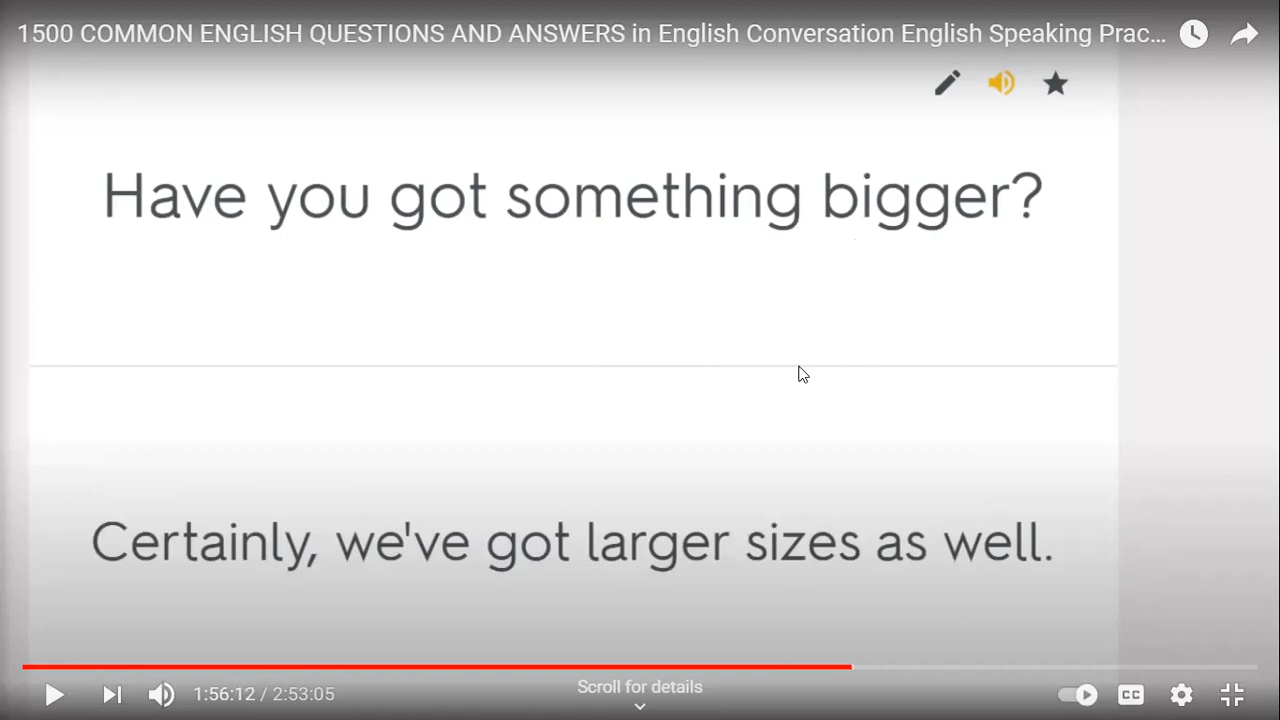 1500 COMMON ENGLISH QUESTIONS AND ANSWERS in English Conversation English Speaking Prac...
Have you got something bigger?
Certainly, we've got larger sizes as well.
Scroll for details
1:56:12 / 2:53:05
CC